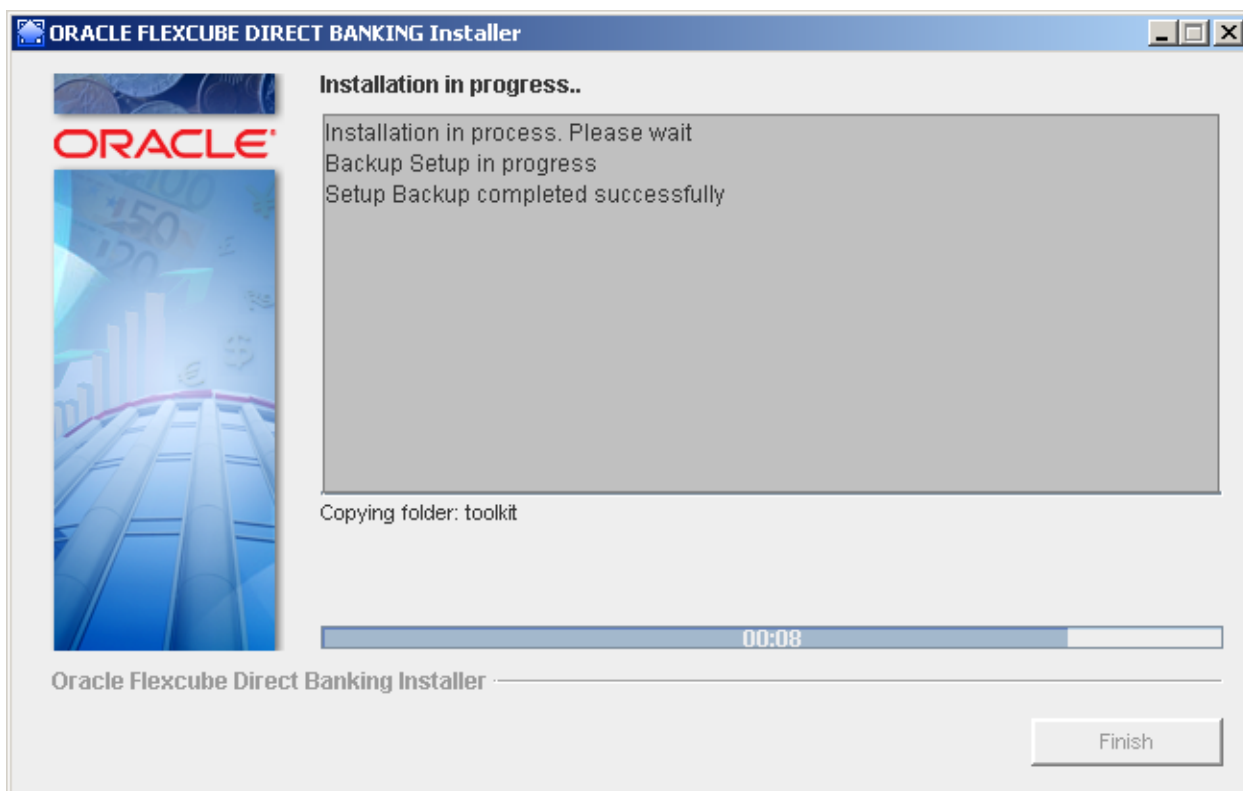 ORACLE FLEXCUBE DIRECT BANKING Installer
ORACLE
Installation in progress..
Installation in process. Please wait
Backup Setup in progress
Setup Backup completed successfully
Copying folder: toolkit
00:08
Oracle Flexcube Direct Banking Installer
Finish